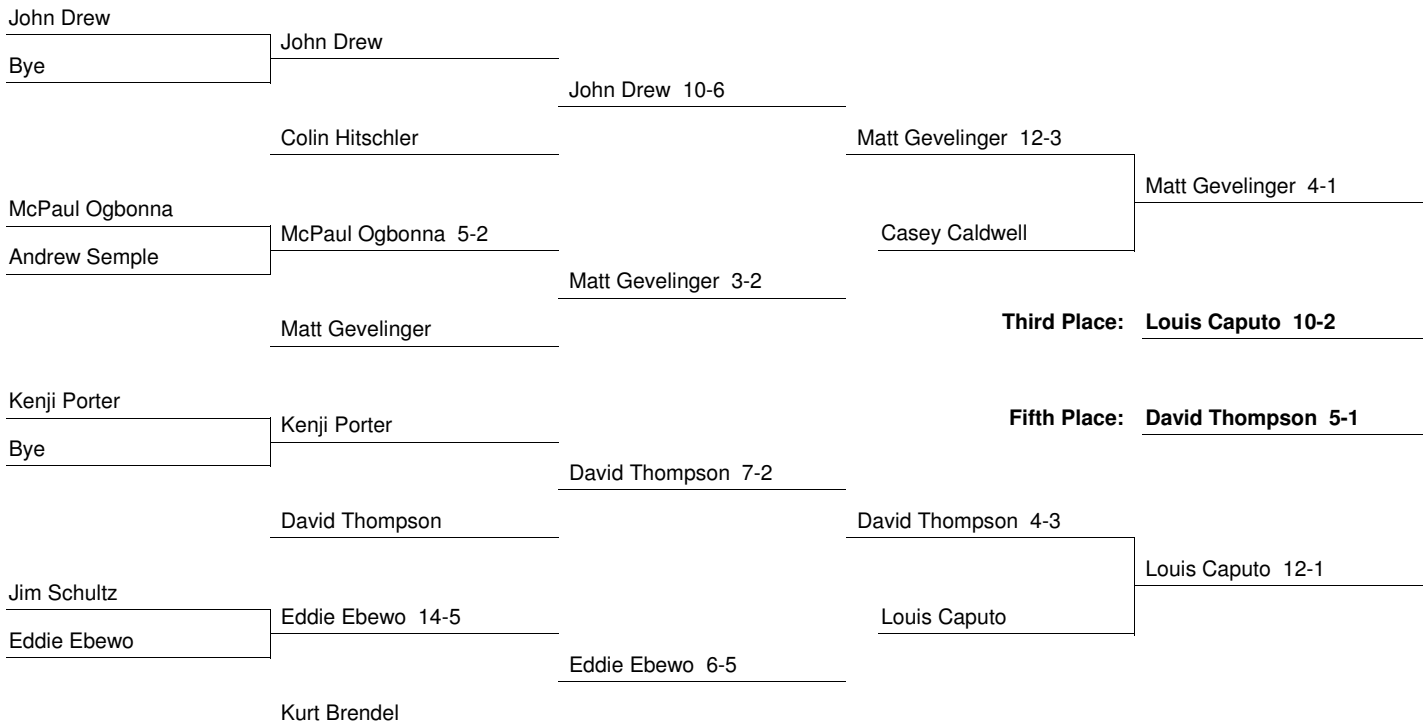 John Drew
John Drew
Bye
John Drew 10-6
Colin Hitschler
Matt Gevelinger 12-3
Matt Gevelinger 4-1
McPaul Ogbonna
McPaul Ogbonna 5-2
Casey Caldwell
Andrew Semple
Matt Gevelinger 3-2
Third Place: Louis Caputo 10-2
Matt Gevelinger
Kenji Porter
Kenji Porter
Fifth Place: David Thompson 5-1
Bye
David Thompson 7-2
David Thompson
David Thompson 4-3
Louis Caputo 12-1
Jim Schultz
Eddie Ebewo 14-5
Louis Caputo
Eddie Ebewo
Eddie Ebewo 6-5
Kurt Brendel